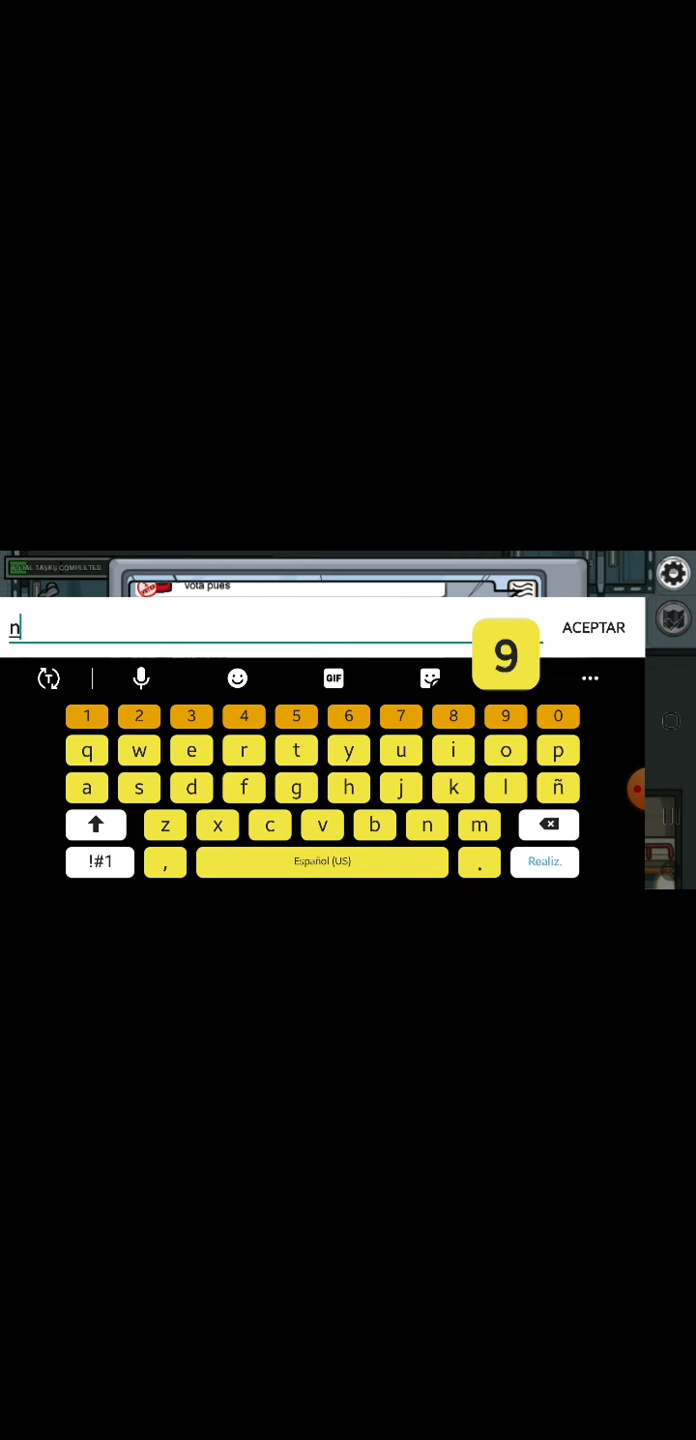 TOTAL TASKS COMPLETED
vota pues
n
ACEPTAR
9
GIF
1 2 3 4 5 6 7 8 9 0
q w e r t y u i o p
a s d f g h j k l ñ
z x c v b n m
!#1 , Español (US) . Realiz.